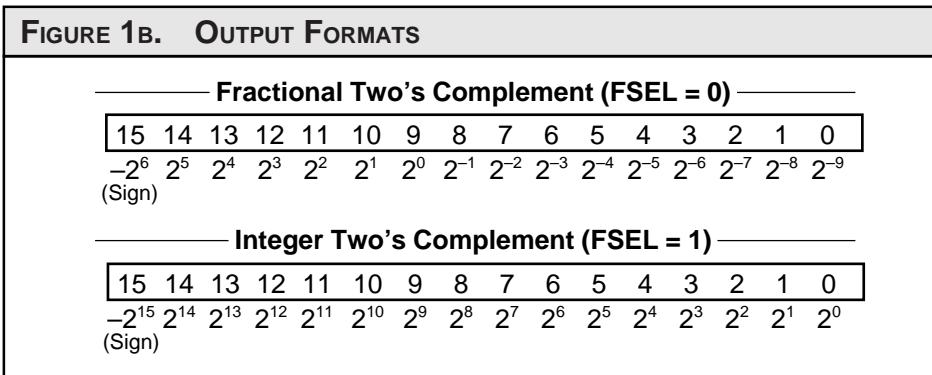 FIGURE 1B. OUTPUT FORMATS
Fractional Two's Complement (FSEL = 0)
15 14 13 12 11 10 9 8 7 6 5 4 3 2 1 0
–2⁶ 2⁵ 2⁴ 2³ 2² 2¹ 2⁰ 2⁻¹ 2⁻² 2⁻³ 2⁻⁴ 2⁻⁵ 2⁻⁶ 2⁻⁷ 2⁻⁸ 2⁻⁹
(Sign)
Integer Two's Complement (FSEL = 1)
15 14 13 12 11 10 9 8 7 6 5 4 3 2 1 0
–2¹⁵ 2¹⁴ 2¹³ 2¹² 2¹¹ 2¹⁰ 2⁹ 2⁸ 2⁷ 2⁶ 2⁵ 2⁴ 2³ 2² 2¹ 2⁰
(Sign)